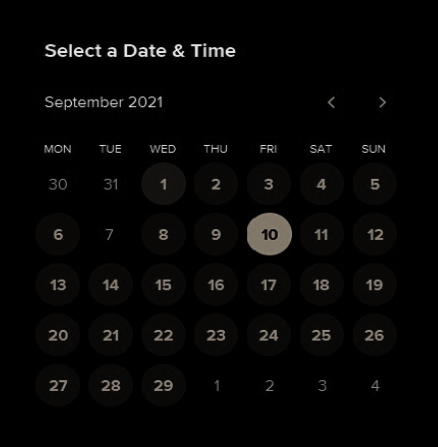 Select a Date & Time
September 2021
MON TUE WED THU FRI SAT SUN
30 31 1 2 3 4 5
6 7 8 9 10 11 12
13 14 15 16 17 18 19
20 21 22 23 24 25 26
27 28 29 1 2 3 4